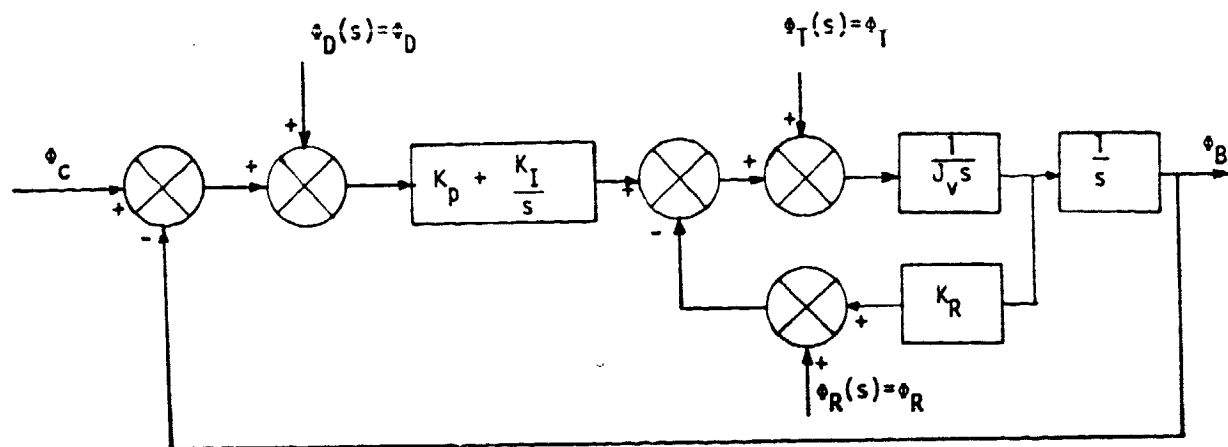 Φ_D(s)=Φ_D
Φ_T(s)=Φ_T
Φ_C
+
-
+
+
K_p + K_I/s
+
-
+
+
1/J_v s
1/s
Φ_B
K_R
+
+
Φ_R(s)=Φ_R